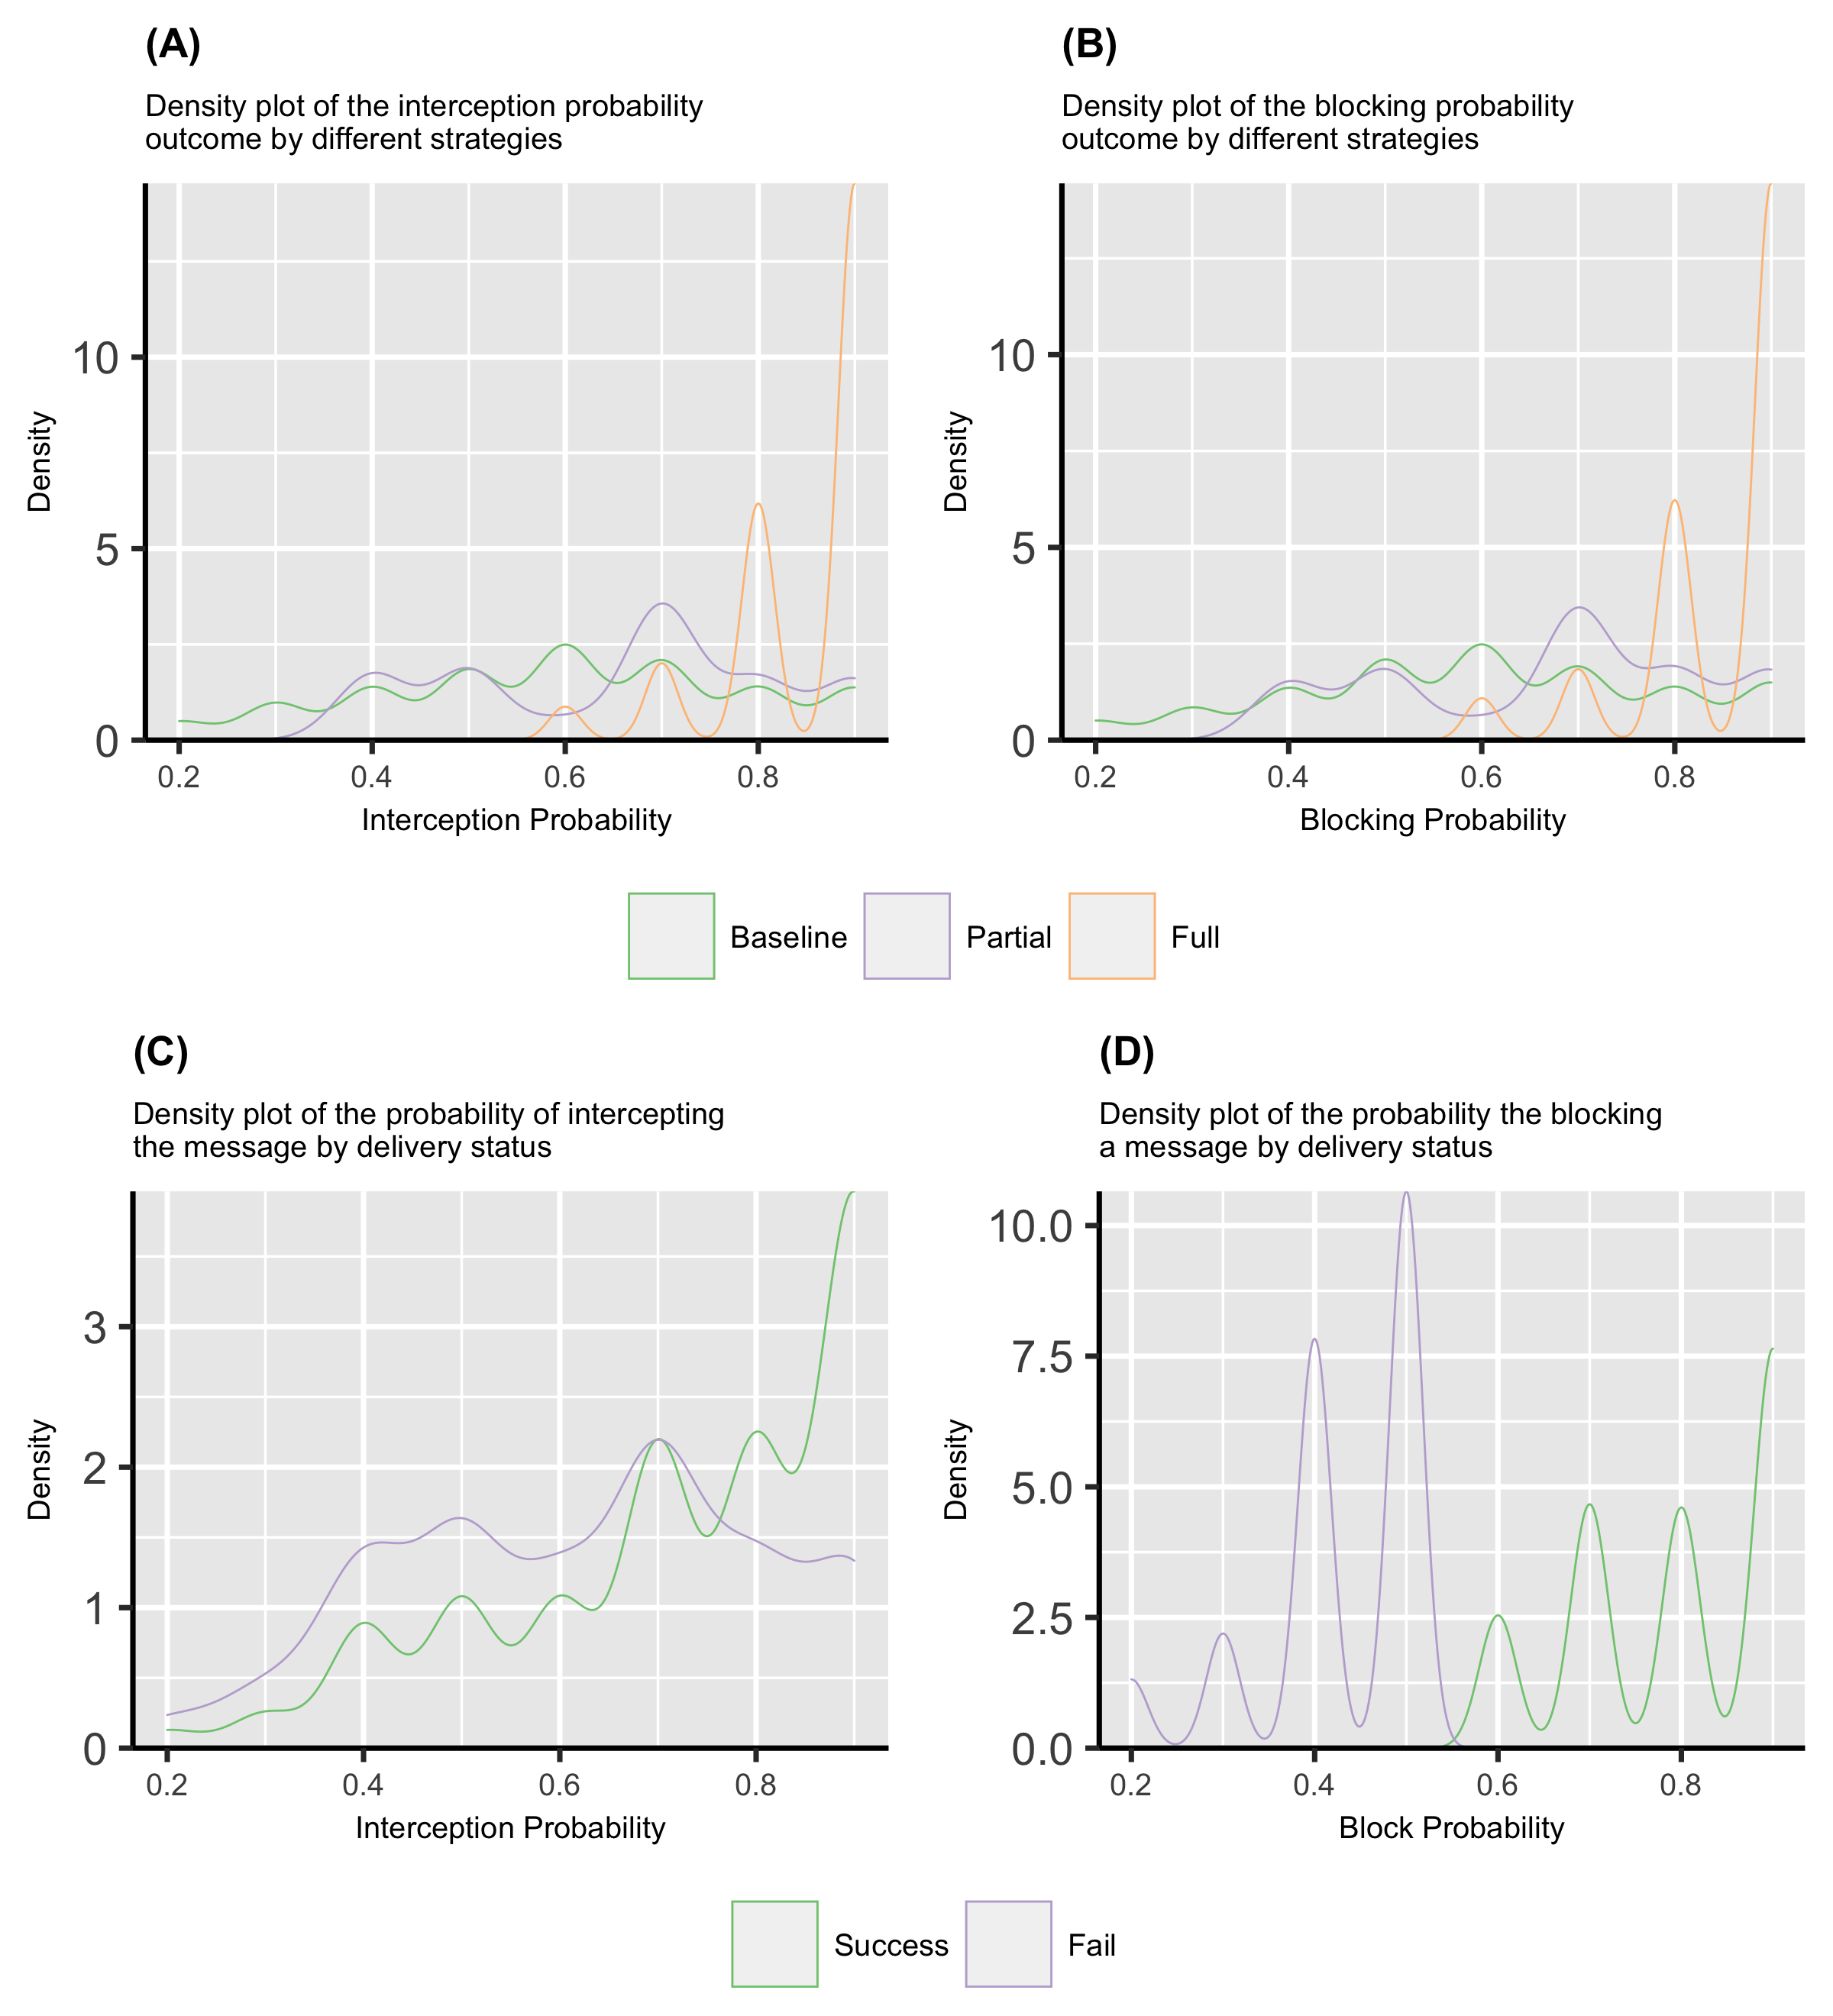 (A)
Density plot of the interception probability
outcome by different strategies
10
5
0
Density
0.2 0.4 0.6 0.8
Interception Probability
(B)
Density plot of the blocking probability
outcome by different strategies
10
5
0
Density
0.2 0.4 0.6 0.8
Blocking Probability
Baseline Partial Full
(C)
Density plot of the probability of intercepting
the message by delivery status
3
2
1
0
Density
0.2 0.4 0.6 0.8
Interception Probability
(D)
Density plot of the probability the blocking
a message by delivery status
10.0
7.5
5.0
2.5
0.0
Density
0.2 0.4 0.6 0.8
Block Probability
Success Fail